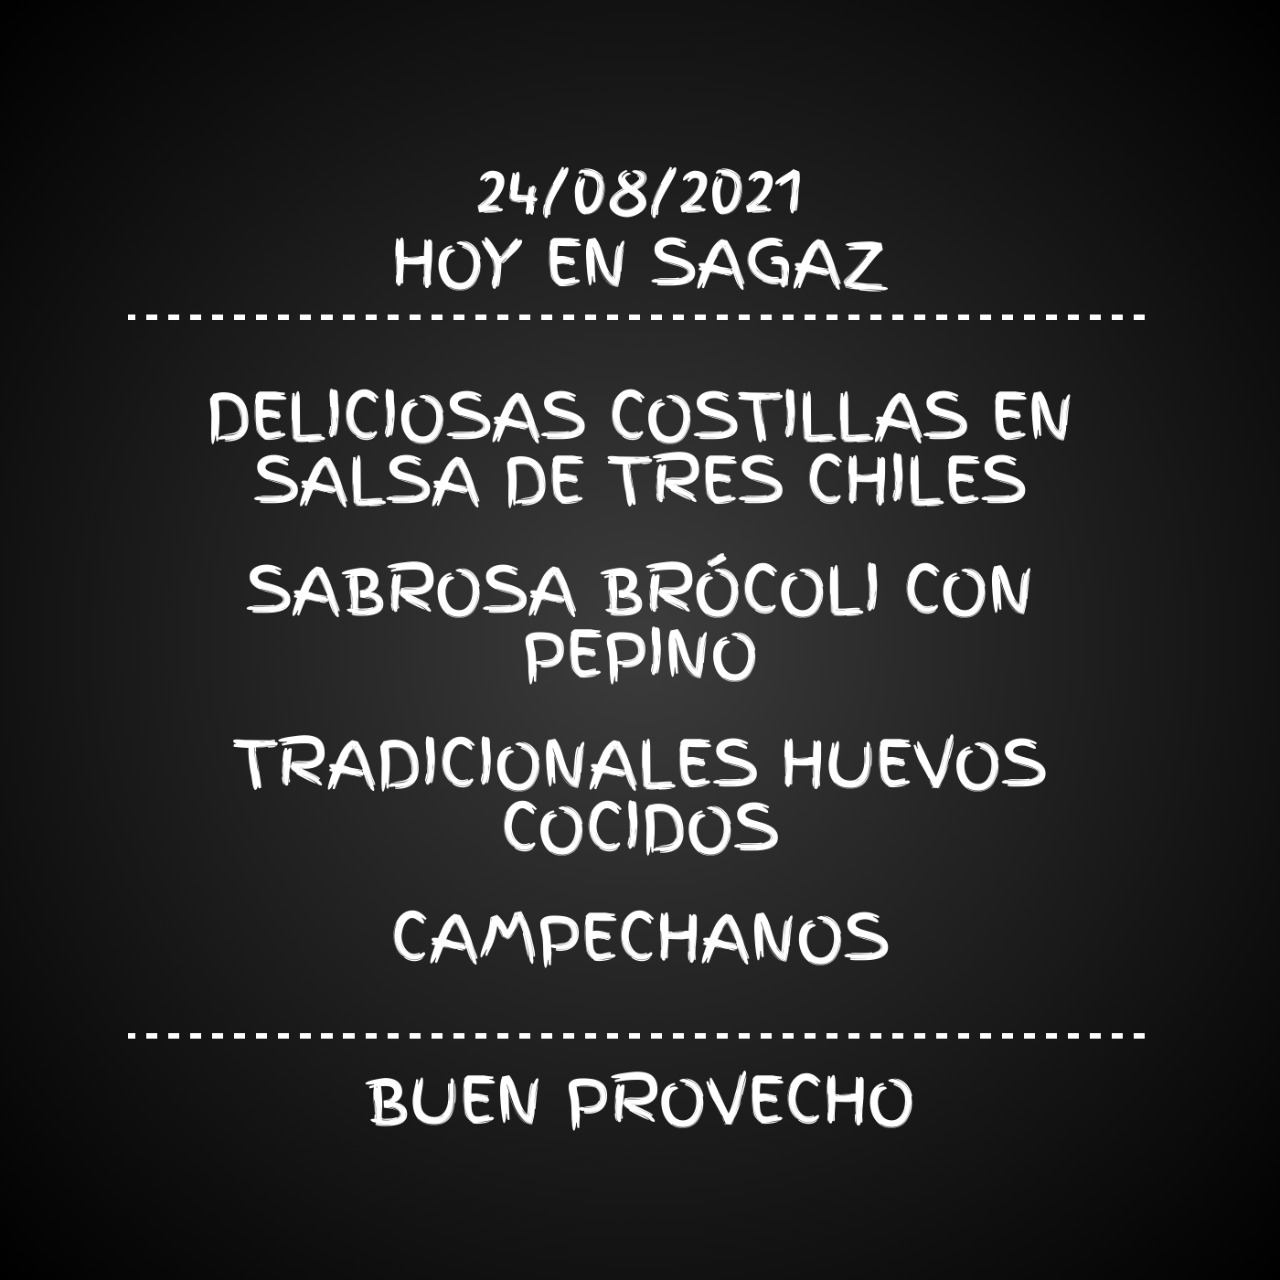 24/08/2021
HOY EN SAGAZ
DELICIOSAS COSTILLAS EN
SALSA DE TRES CHILES
SABROSA BRÓCOLI CON
PEPINO
TRADICIONALES HUEVOS
COCIDOS
CAMPECHANOS
BUEN PROVECHO